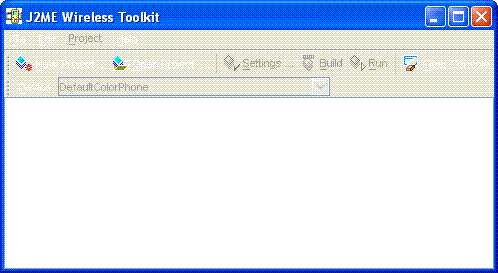 J2ME Wireless Toolkit
File Edit Project Help
New Project ... Open Project ... Settings ... Build Run Clear Console
Device: DefaultColorPhone